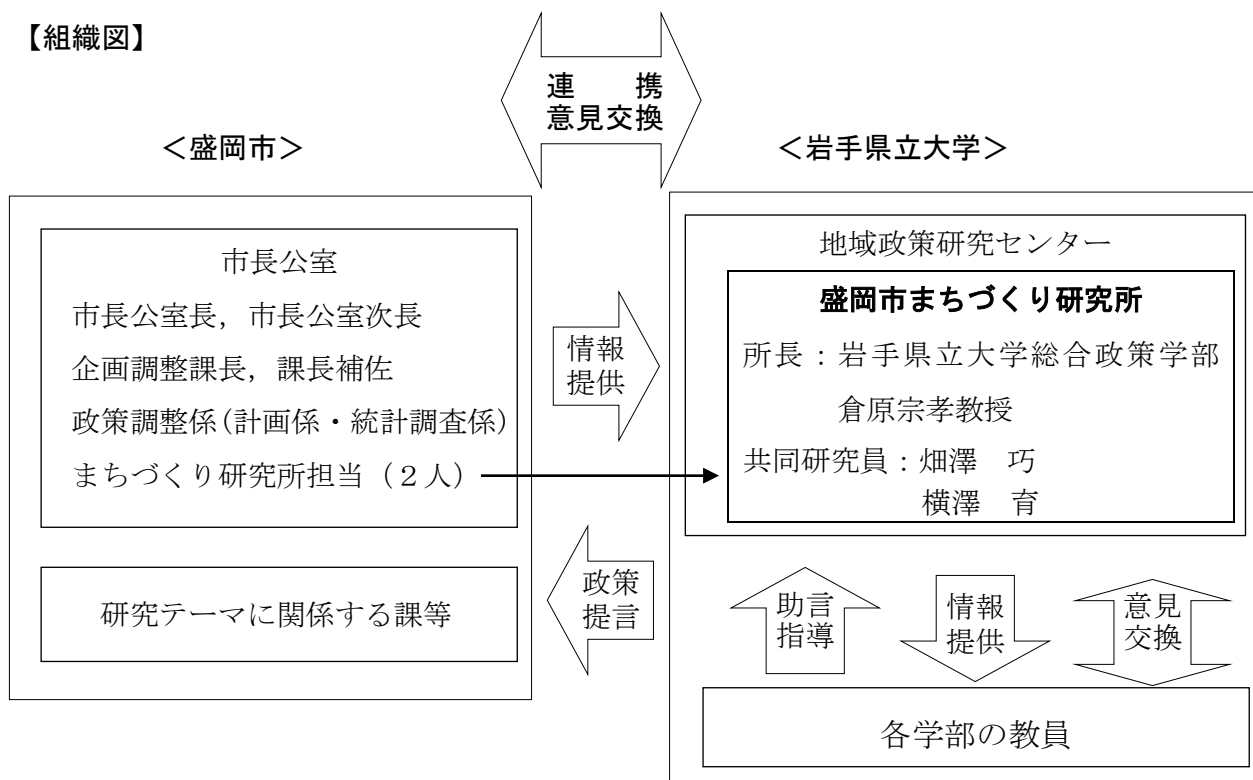 【組織図】
連　携
意見交換
＜盛岡市＞
＜岩手県立大学＞
市長公室
市長公室長，市長公室次長
企画調整課長，課長補佐
政策調整係（計画係・統計調査係）
まちづくり研究所担当（２人）
研究テーマに関係する課等
情報
提供
政策
提言
地域政策研究センター
盛岡市まちづくり研究所
所長：岩手県立大学総合政策学部
倉原宗孝教授
共同研究員：畑澤　巧
横澤　育
助言
指導
情報
提供
意見
交換
各学部の教員